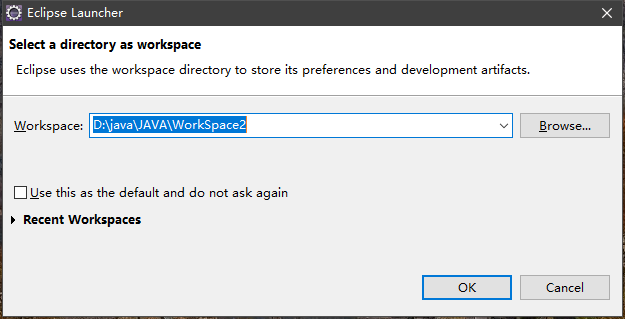 Eclipse Launcher
Select a directory as workspace
Eclipse uses the workspace directory to store its preferences and development artifacts.
Workspace: D:\java\JAVA\WorkSpace2 Browse...
Use this as the default and do not ask again
Recent Workspaces
OK Cancel